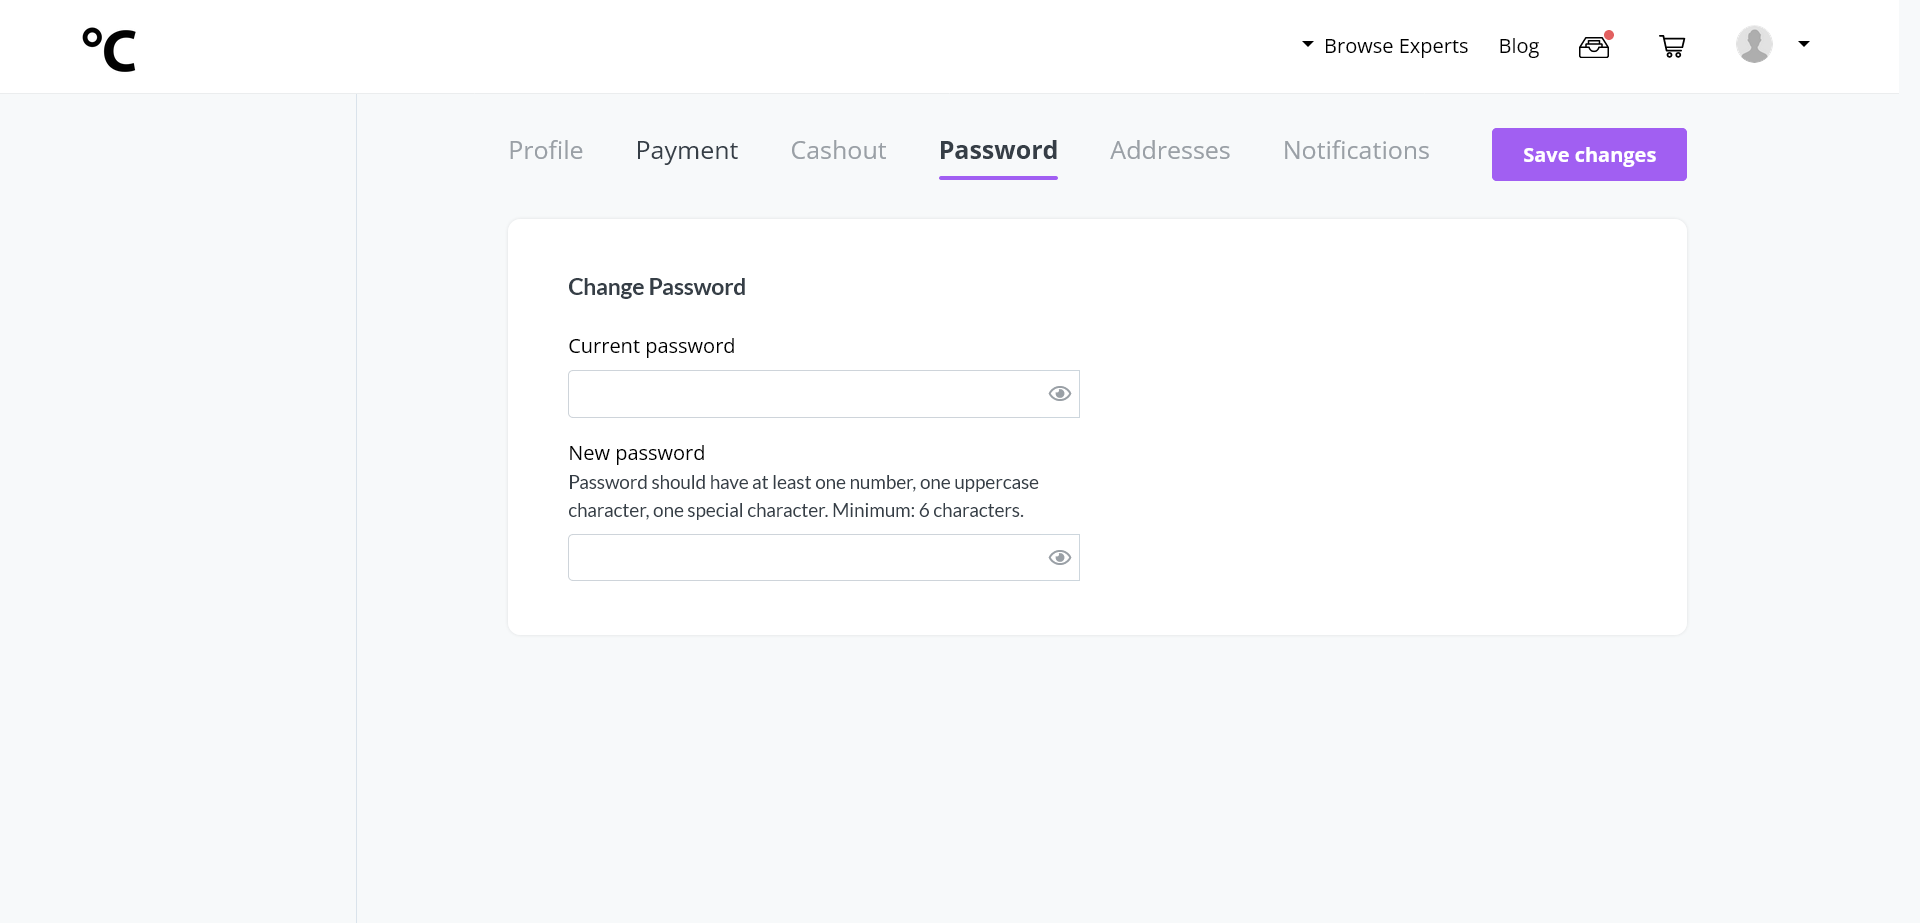 °C
Browse Experts Blog
Profile Payment Cashout Password Addresses Notifications Save changes
Change Password
Current password
New password
Password should have at least one number, one uppercase
character, one special character. Minimum: 6 characters.